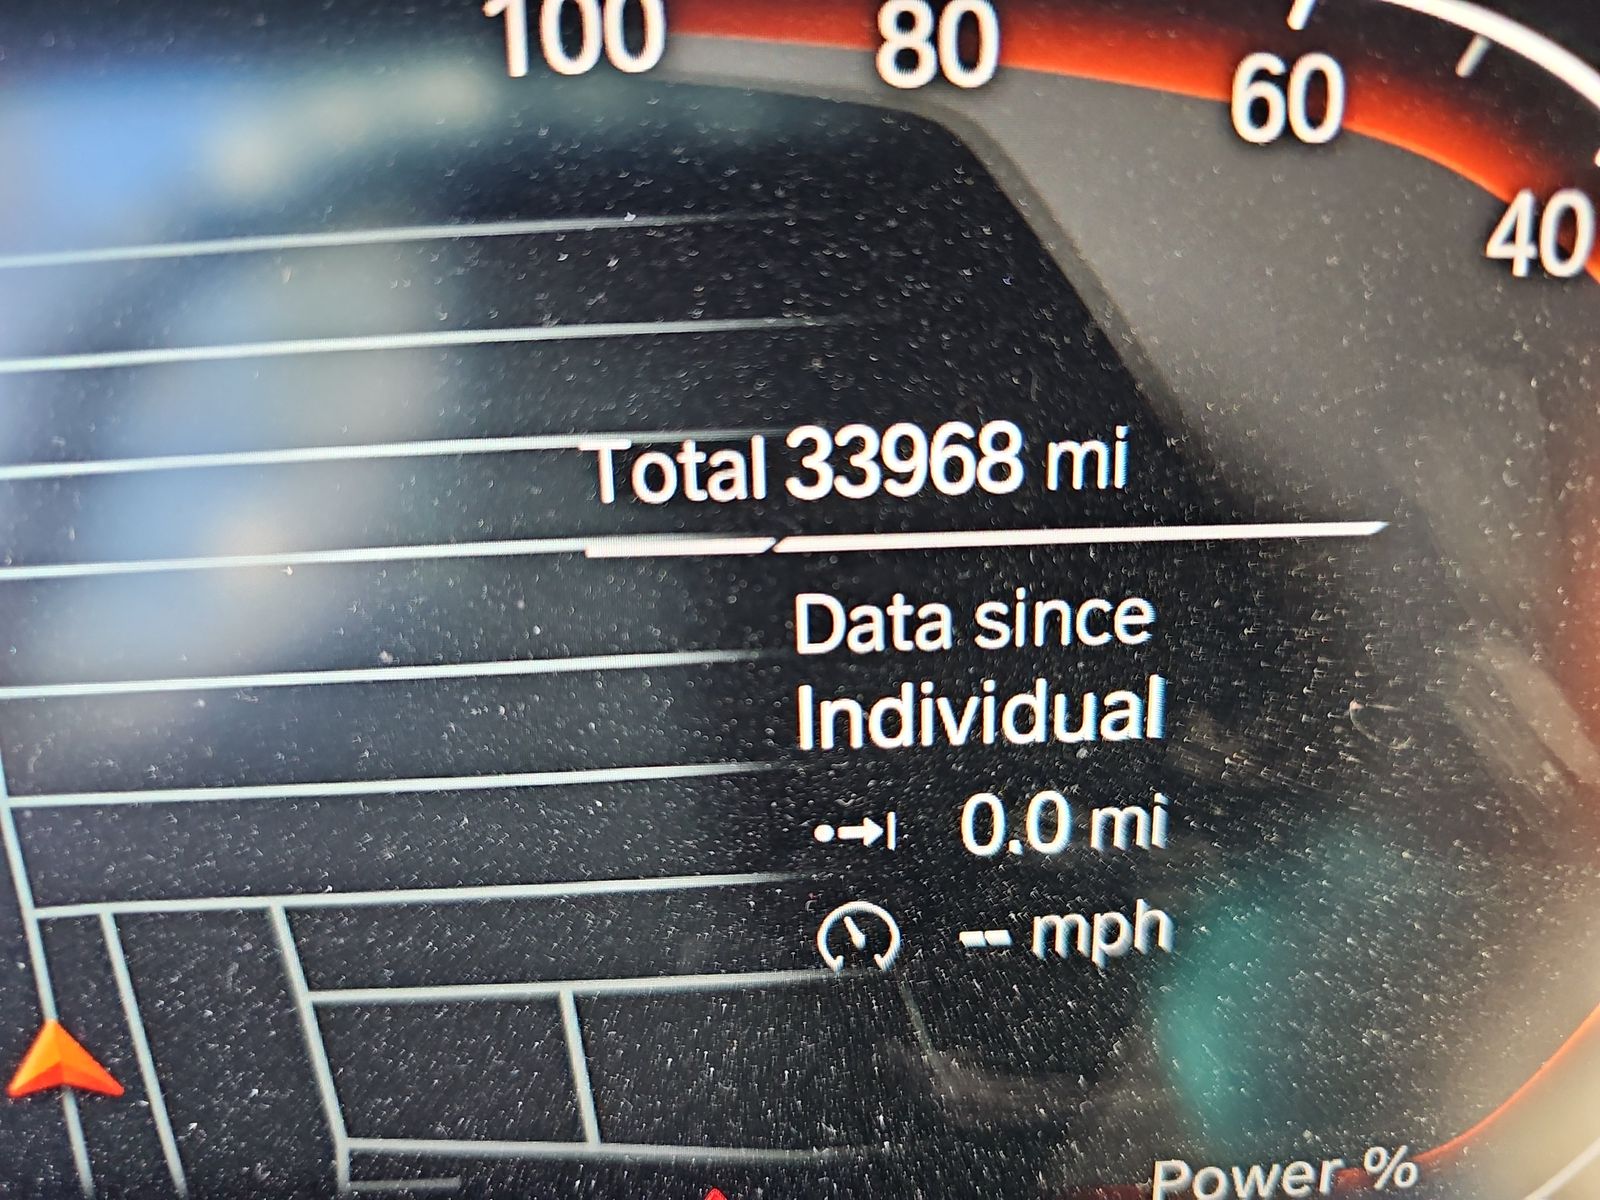 100 80 60 40
Total 33968 mi
Data since
Individual
0.0 mi
-- mph
Power %